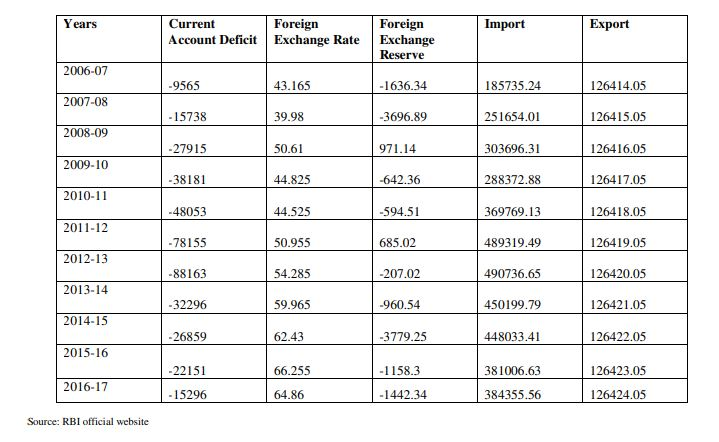 Years Current Account Deficit Foreign Exchange Rate Foreign Exchange Reserve Import Export
2006-07 -9565 43.165 -1636.34 185735.24 126414.05
2007-08 -15738 39.98 -3696.89 251654.01 126415.05
2008-09 -27915 50.61 971.14 303696.31 126416.05
2009-10 -38181 44.825 -642.36 288372.88 126417.05
2010-11 -48053 44.525 -594.51 369769.13 126418.05
2011-12 -78155 50.955 685.02 489319.49 126419.05
2012-13 -88163 54.285 -207.02 490736.65 126420.05
2013-14 -32296 59.965 -960.54 450199.79 126421.05
2014-15 -26859 62.43 -3779.25 448033.41 126422.05
2015-16 -22151 66.255 -1158.3 381006.63 126423.05
2016-17 -15296 64.86 -1442.34 384355.56 126424.05
Source: RBI official website